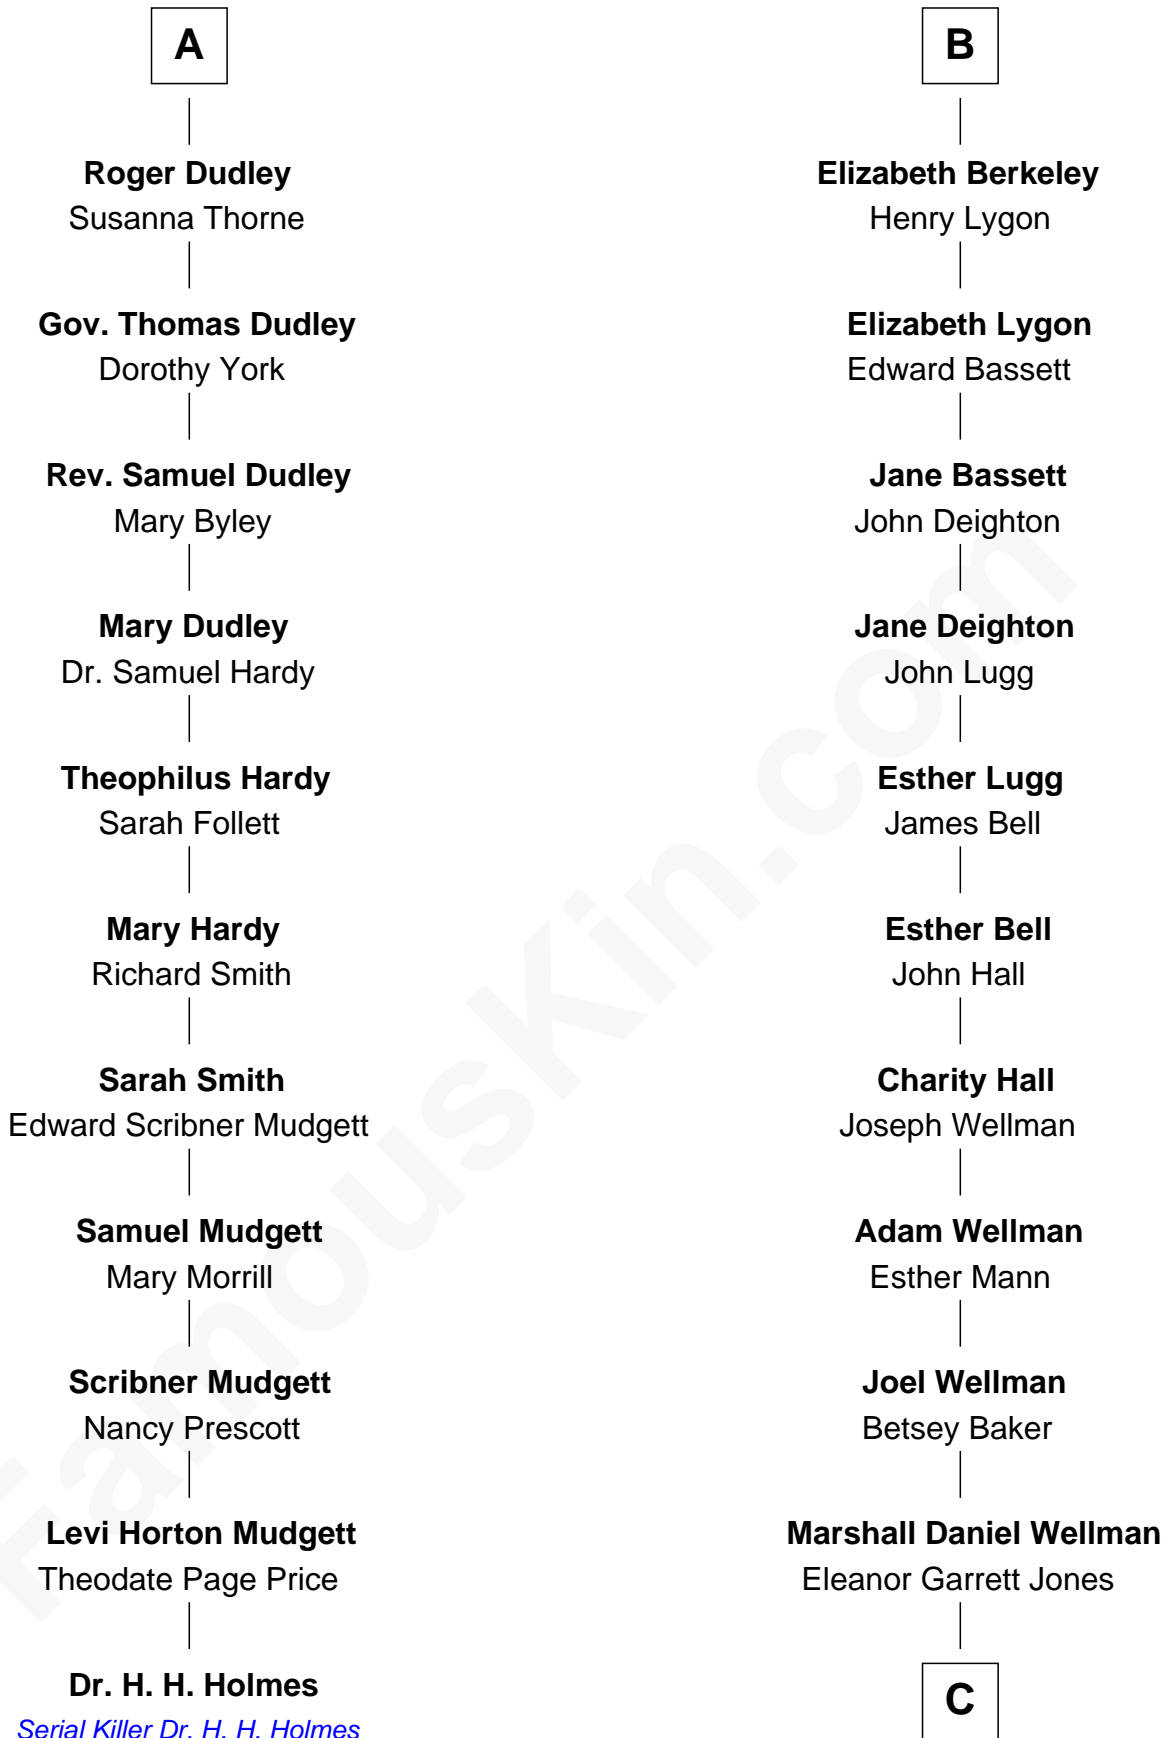 A
Roger Dudley
Susanna Thorne
Gov. Thomas Dudley
Dorothy York
Rev. Samuel Dudley
Mary Byley
Mary Dudley
Dr. Samuel Hardy
Theophilus Hardy
Sarah Follett
Mary Hardy
Richard Smith
Sarah Smith
Edward Scribner Mudgett
Samuel Mudgett
Mary Morrill
Scribner Mudgett
Nancy Prescott
Levi Horton Mudgett
Theodate Page Price
Dr. H. H. Holmes
Serial Killer Dr. H. H. Holmes
B
Elizabeth Berkeley
Henry Lygon
Elizabeth Lygon
Edward Bassett
Jane Bassett
John Deighton
Jane Deighton
John Lugg
Esther Lugg
James Bell
Esther Bell
John Hall
Charity Hall
Joseph Wellman
Adam Wellman
Esther Mann
Joel Wellman
Betsey Baker
Marshall Daniel Wellman
Eleanor Garrett Jones
C
FamousKin.com